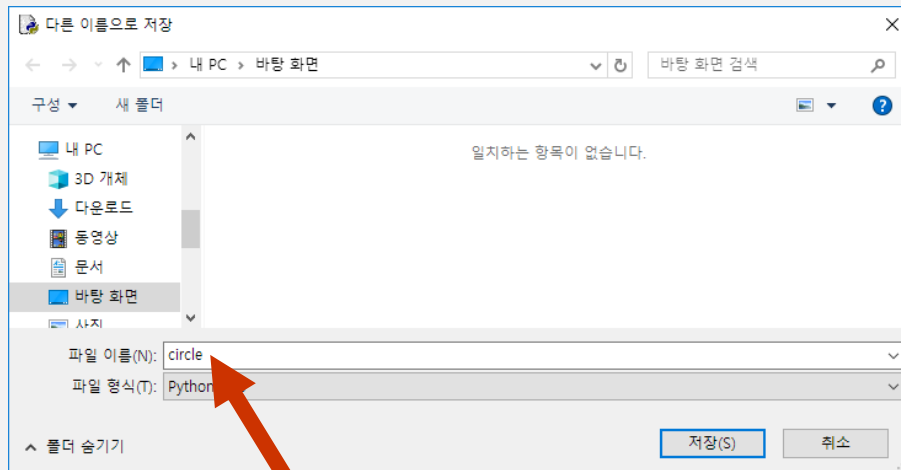 다른 이름으로 저장
내 PC > 바탕 화면
바탕 화면 검색
구성
새 폴더
내 PC
일치하는 항목이 없습니다.
3D 개체
다운로드
동영상
문서
바탕 화면
사진
파일 이름(N): circle
파일 형식(T): Python
폴더 숨기기
저장(S)
취소